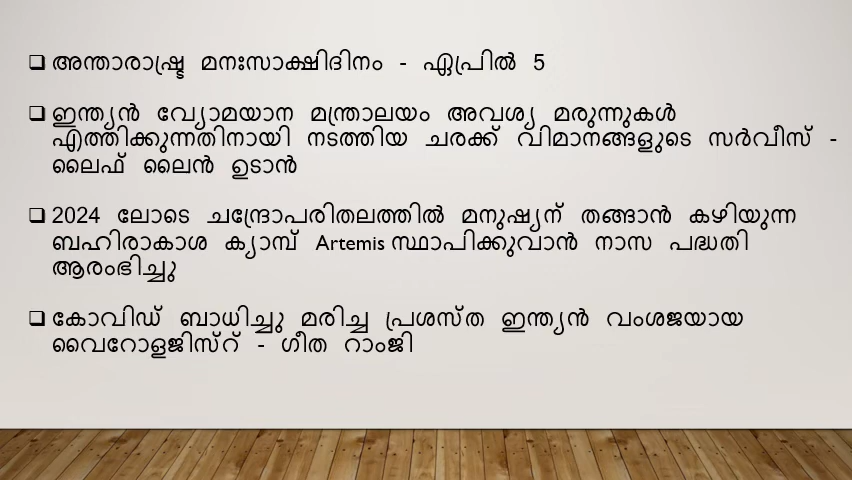 ❑ അന്താരാഷ്ട്ര മനഃസാക്ഷിദിനം - ഏപ്രിൽ 5
❑ ഇന്ത്യൻ വ്യോമയാന മന്ത്രാലയം അവശ്യ മരുന്നുകൾ
എത്തിക്കുന്നതിനായി നടത്തിയ ചരക്ക് വിമാനങ്ങളുടെ സർവീസ് -
ലൈഫ് ലൈൻ ഉടാൻ
❑ 2024 ലോടെ ചന്ദ്രോപരിതലത്തിൽ മനുഷ്യന് തങ്ങാൻ കഴിയുന്ന
ബഹിരാകാശ ക്യാമ്പ് Artemis സ്ഥാപിക്കുവാൻ നാസ പദ്ധതി
ആരംഭിച്ചു
❑ കോവിഡ് ബാധിച്ചു മരിച്ച പ്രശസ്ത ഇന്ത്യൻ വംശജയായ
വൈറോളജിസ്റ് - ഗീത റാംജി